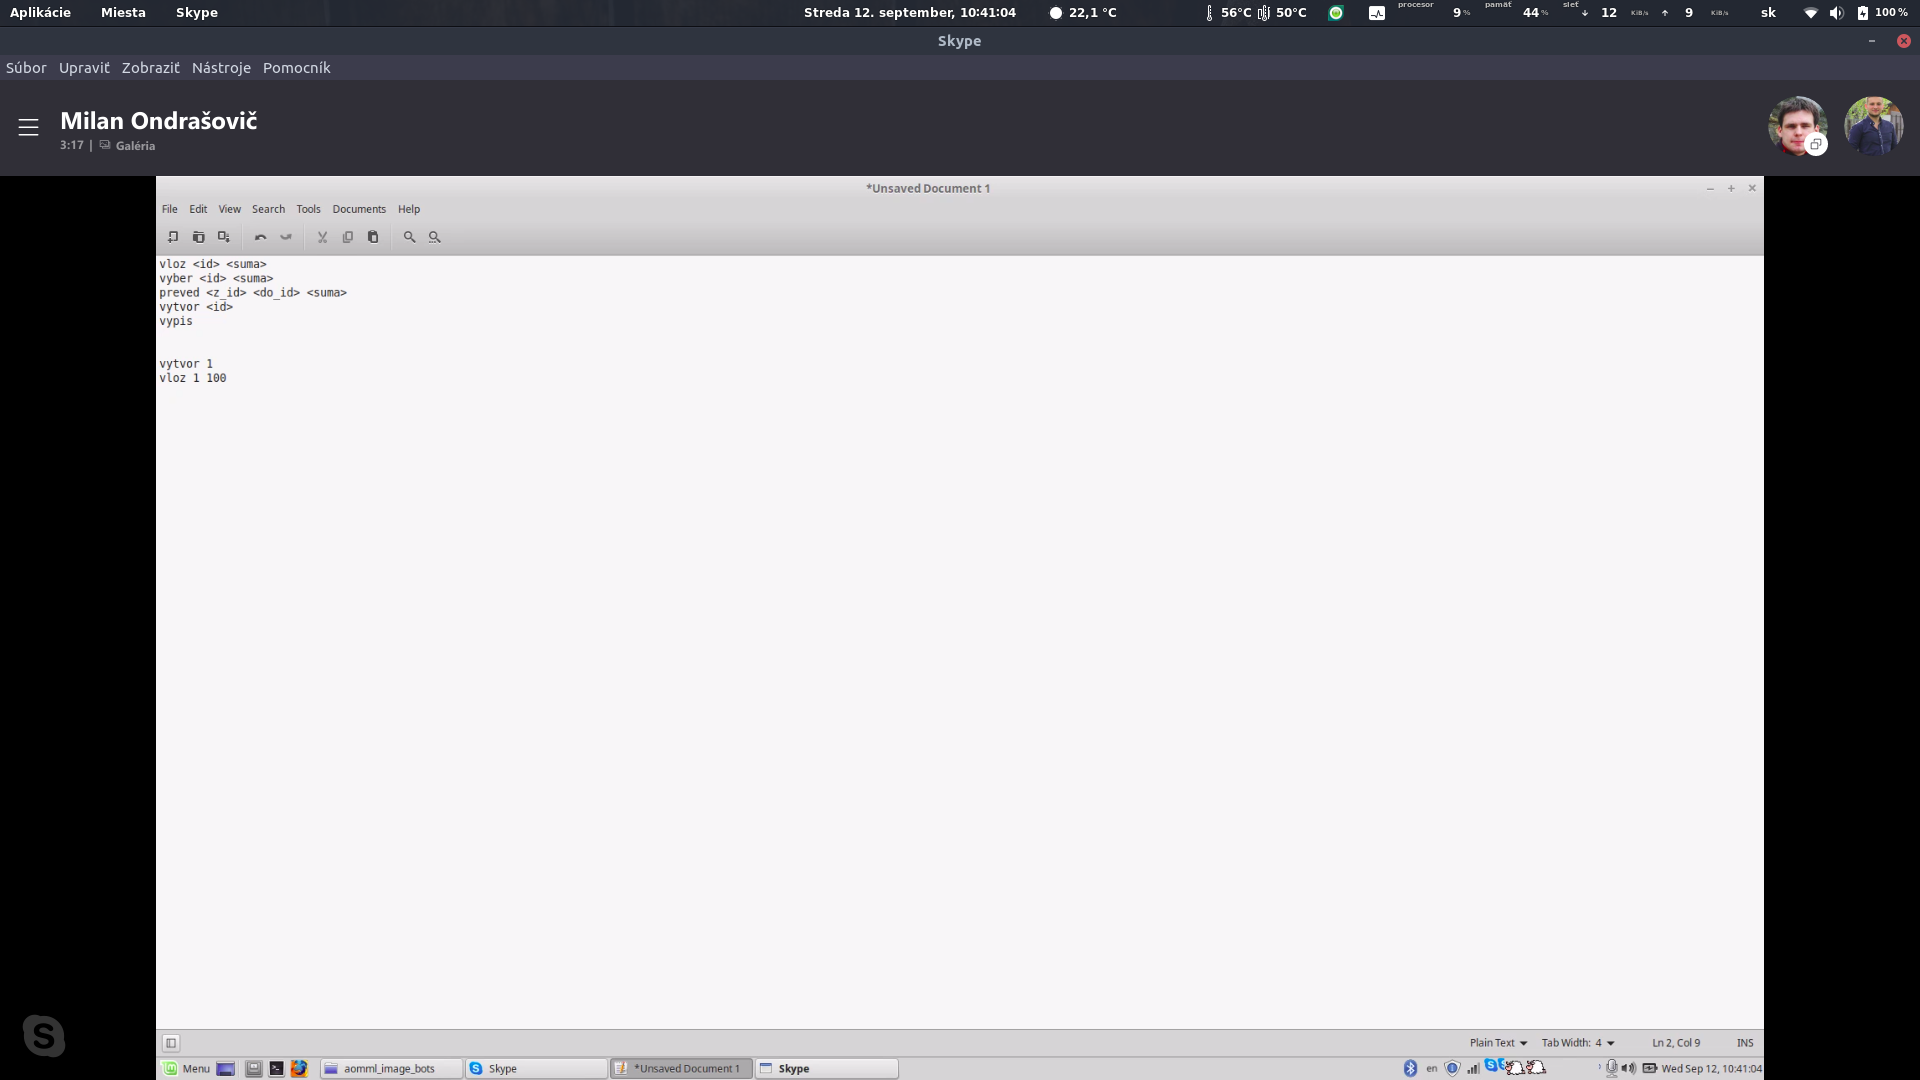 Aplikácie Miesta Skype Streda 12. september, 10:41:04 22,1 °C 56°C 50°C procesor 9 % pamäť 44 % sieť 12 KiB/s 9 KiB/s sk 100 %
Skype
Súbor Upraviť Zobraziť Nástroje Pomocník
Milan Ondrašovič
3:17 | Galéria
*Unsaved Document 1
File Edit View Search Tools Documents Help
vloz <id> <suma>
vyber <id> <suma>
preved <z_id> <do_id> <suma>
vytvor <id>
vypis
vytvor 1
vloz 1 100
Plain Text Tab Width: 4 Ln 2, Col 9 INS
Menu aomml_image_bots Skype *Unsaved Document 1 Skype en Wed Sep 12, 10:41:04